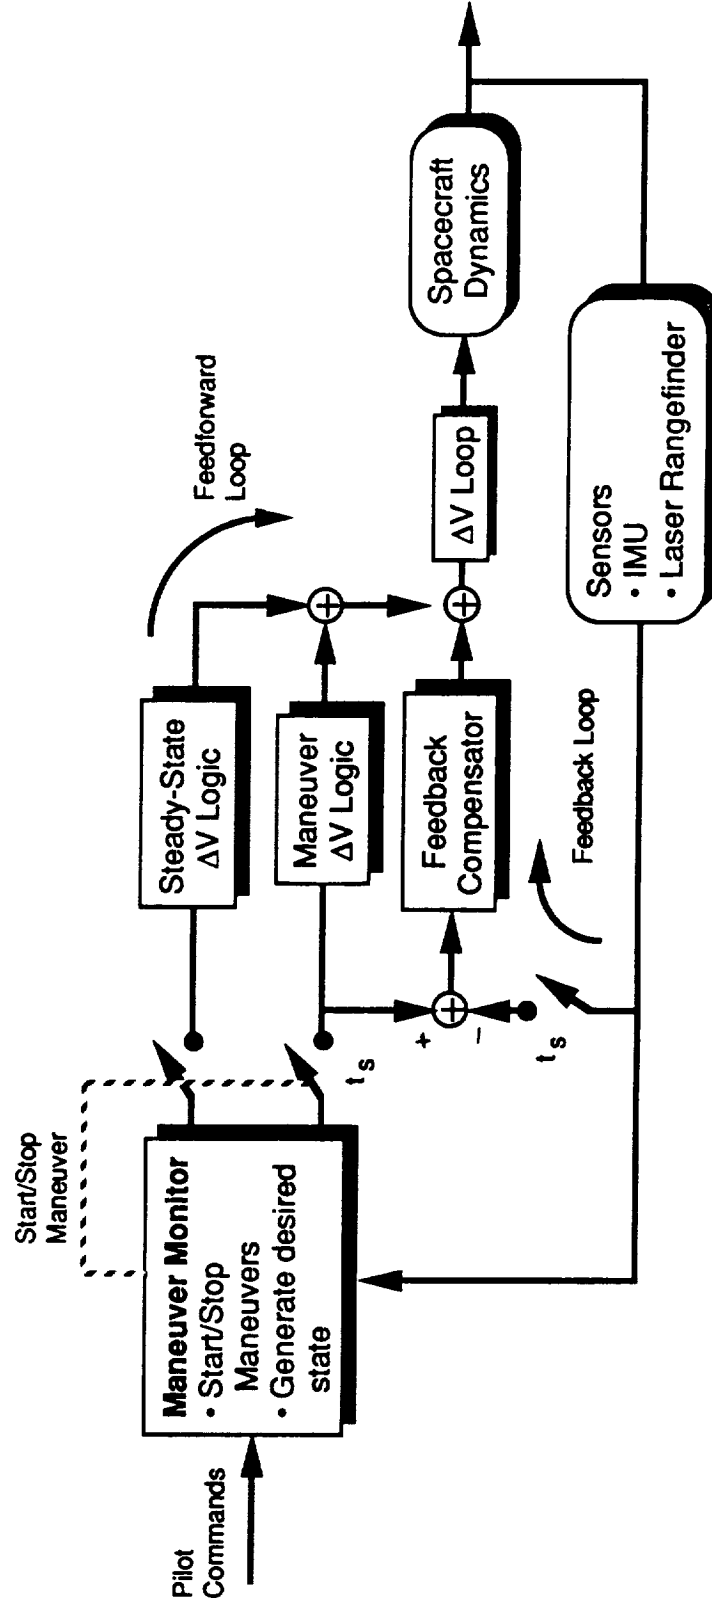 Pilot
Commands
Start/Stop
Maneuver
Maneuver Monitor
• Start/Stop
Maneuvers
• Generate desired
state
Steady-State
ΔV Logic
Maneuver
ΔV Logic
t s
Feedback
Compensator
+
−
t s
Feedforward
Loop
+
+
+
ΔV Loop
Spacecraft
Dynamics
Feedback Loop
Sensors
• IMU
• Laser Rangefinder